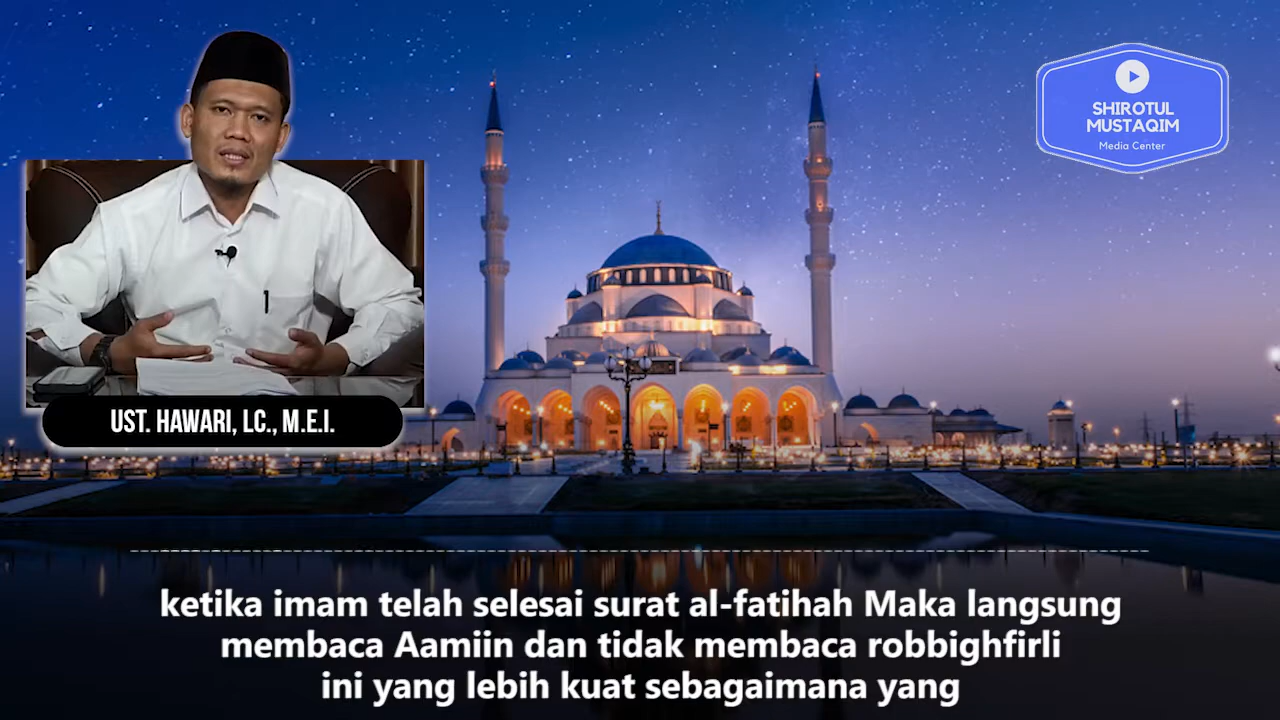 SHIROTUL
MUSTAQIM
Media Center
UST. HAWARI, LC., M.E.I.
ketika imam telah selesai surat al-fatihah Maka langsung
membaca Aamiin dan tidak membaca robbighfirli
ini yang lebih kuat sebagaimana yang